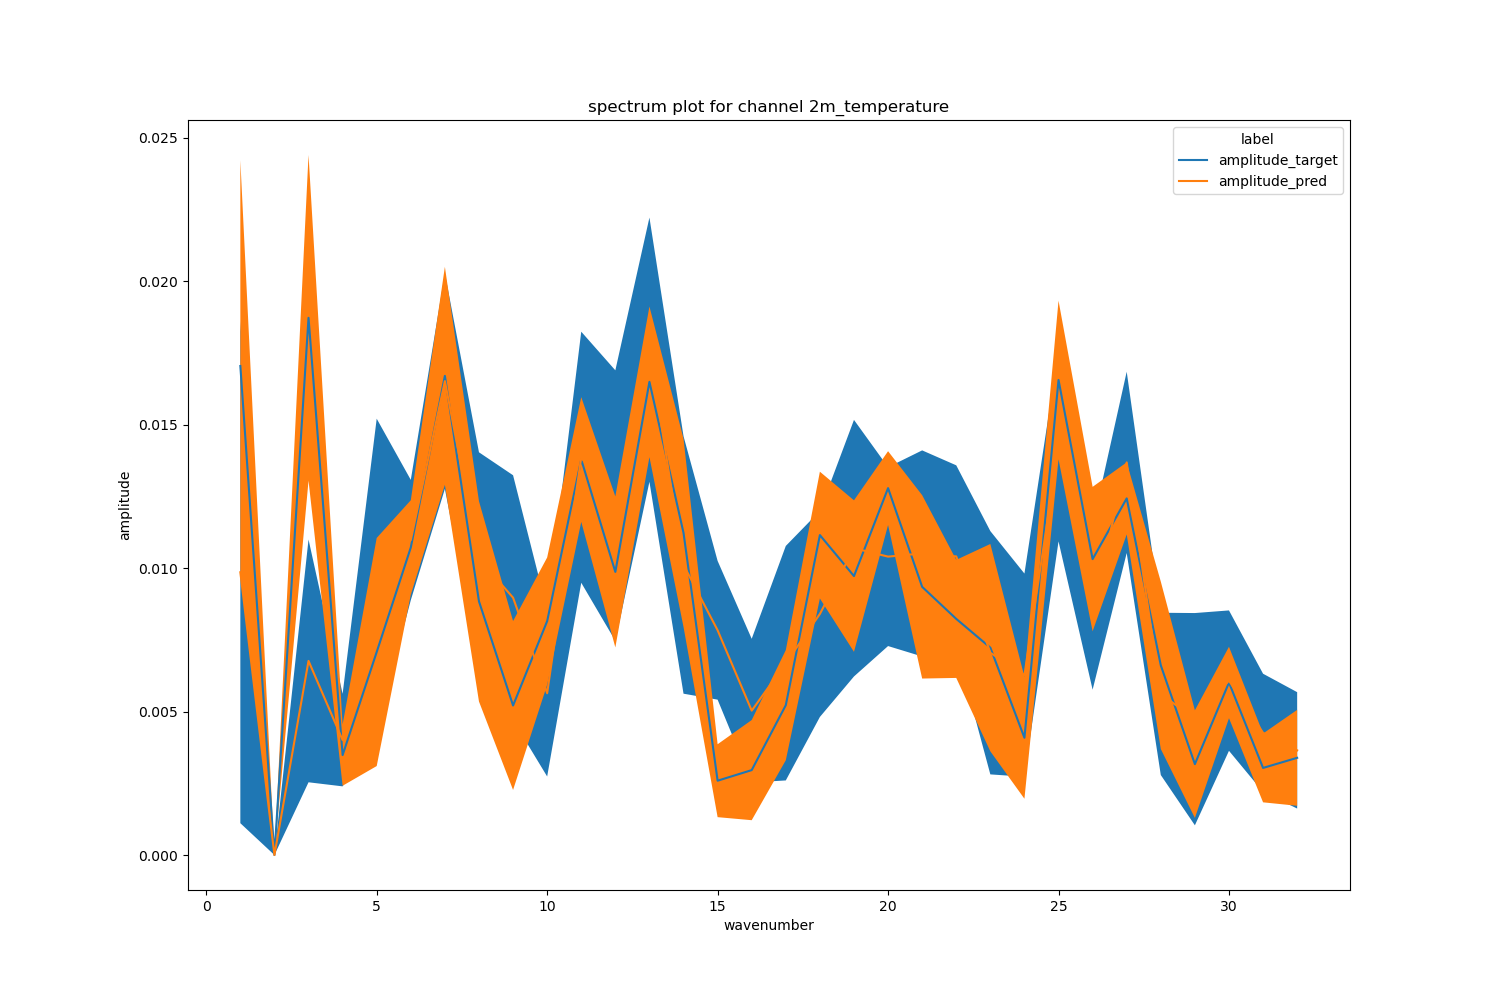 spectrum plot for channel 2m_temperature
label
amplitude_target
amplitude_pred
amplitude
0.025
0.020
0.015
0.010
0.005
0.000
0 5 10 15 20 25 30
wavenumber